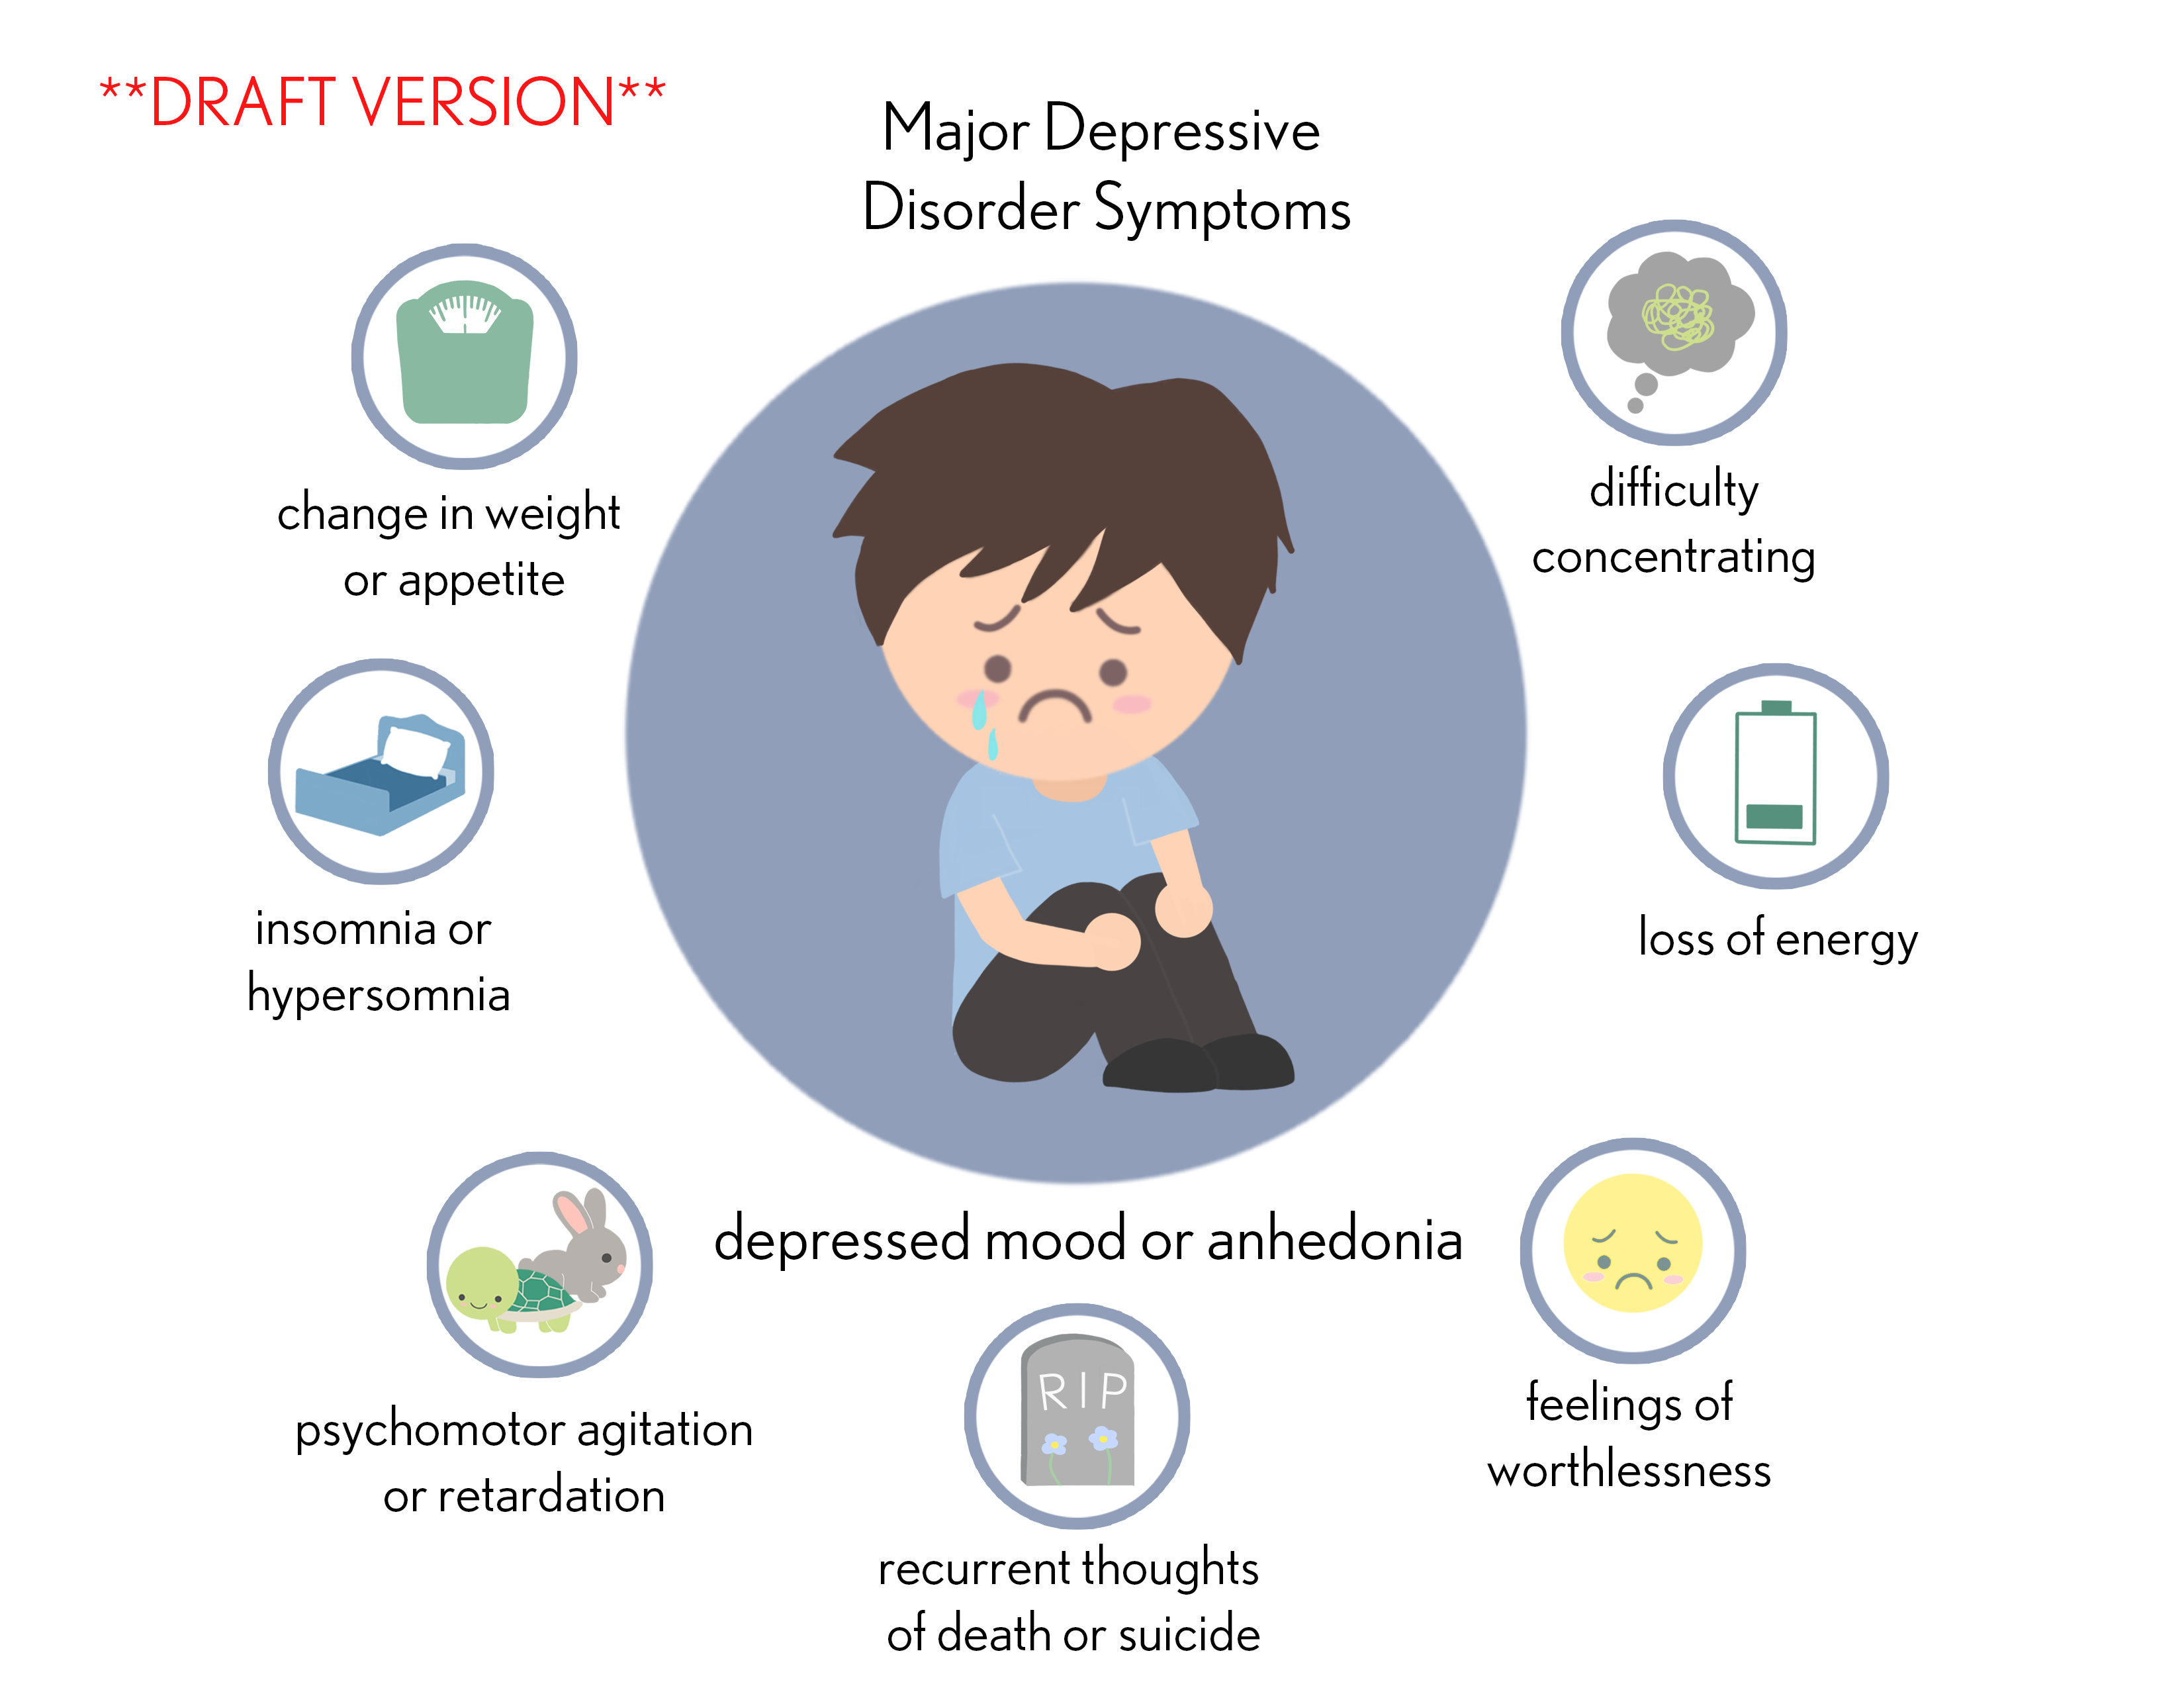 **DRAFT VERSION**
Major Depressive
Disorder Symptoms
change in weight
or appetite
difficulty
concentrating
insomnia or
hypersomnia
loss of energy
depressed mood or anhedonia
psychomotor agitation
or retardation
RIP
feelings of
worthlessness
recurrent thoughts
of death or suicide